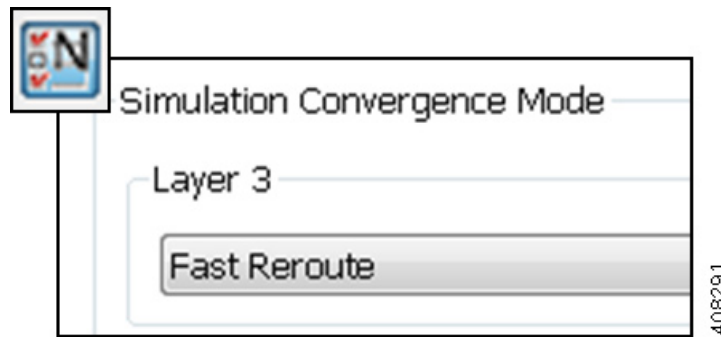 N
Simulation Convergence Mode
Layer 3
Fast Reroute
408291